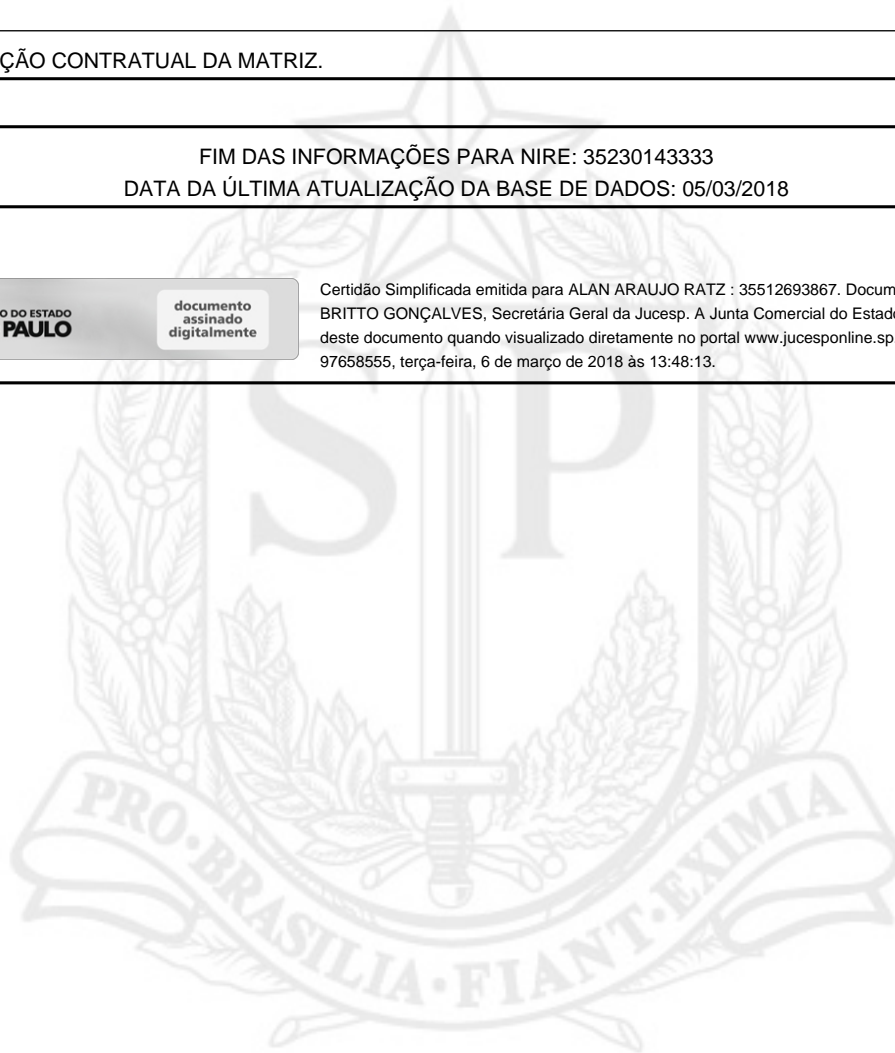 ÇÃO CONTRATUAL DA MATRIZ.
FIM DAS INFORMAÇÕES PARA NIRE: 35230143333
DATA DA ÚLTIMA ATUALIZAÇÃO DA BASE DE DADOS: 05/03/2018
O DO ESTADO
PAULO
documento
assinado
digitalmente
Certidão Simplificada emitida para ALAN ARAUJO RATZ : 35512693867. Docum
BRITTO GONÇALVES, Secretária Geral da Jucesp. A Junta Comercial do Estado
deste documento quando visualizado diretamente no portal www.jucesponline.sp
97658555, terça-feira, 6 de março de 2018 às 13:48:13.
SP
PRO·BRASILIA·FIANT·EXIMIA